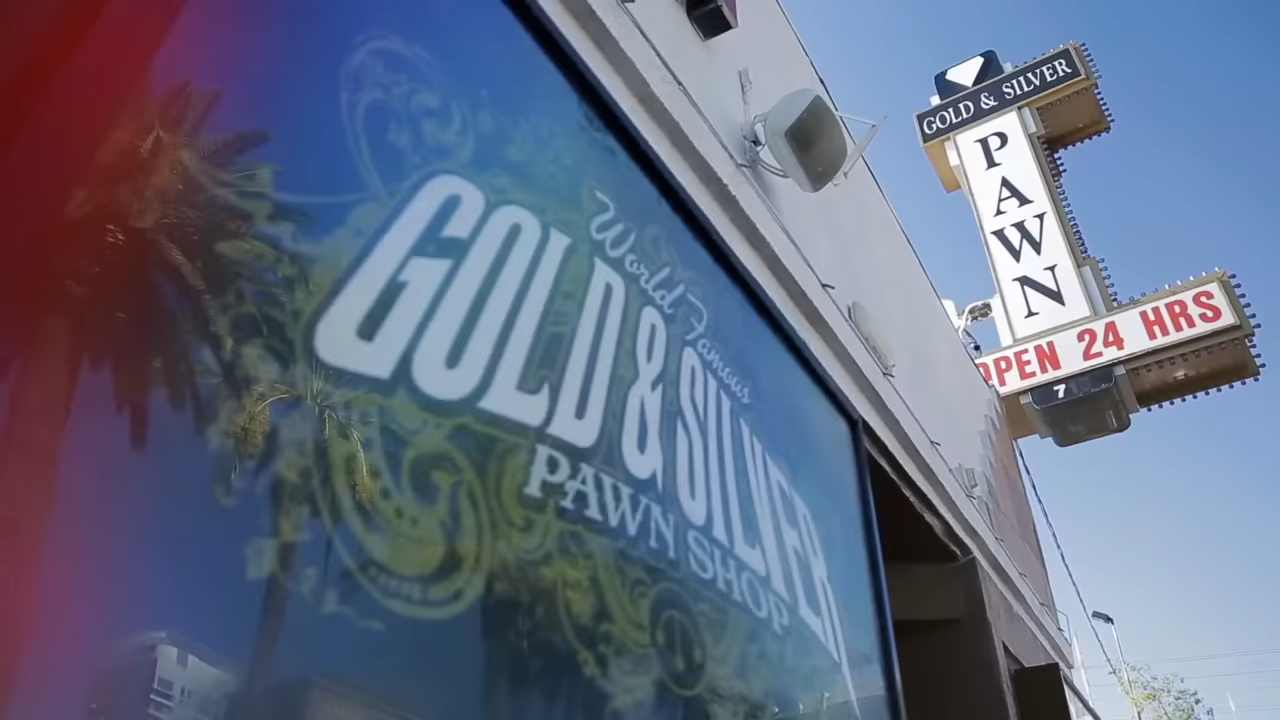 World Famous
GOLD & SILVER
PAWN SHOP
GOLD & SILVER
PAWN
OPEN 24 HRS
7